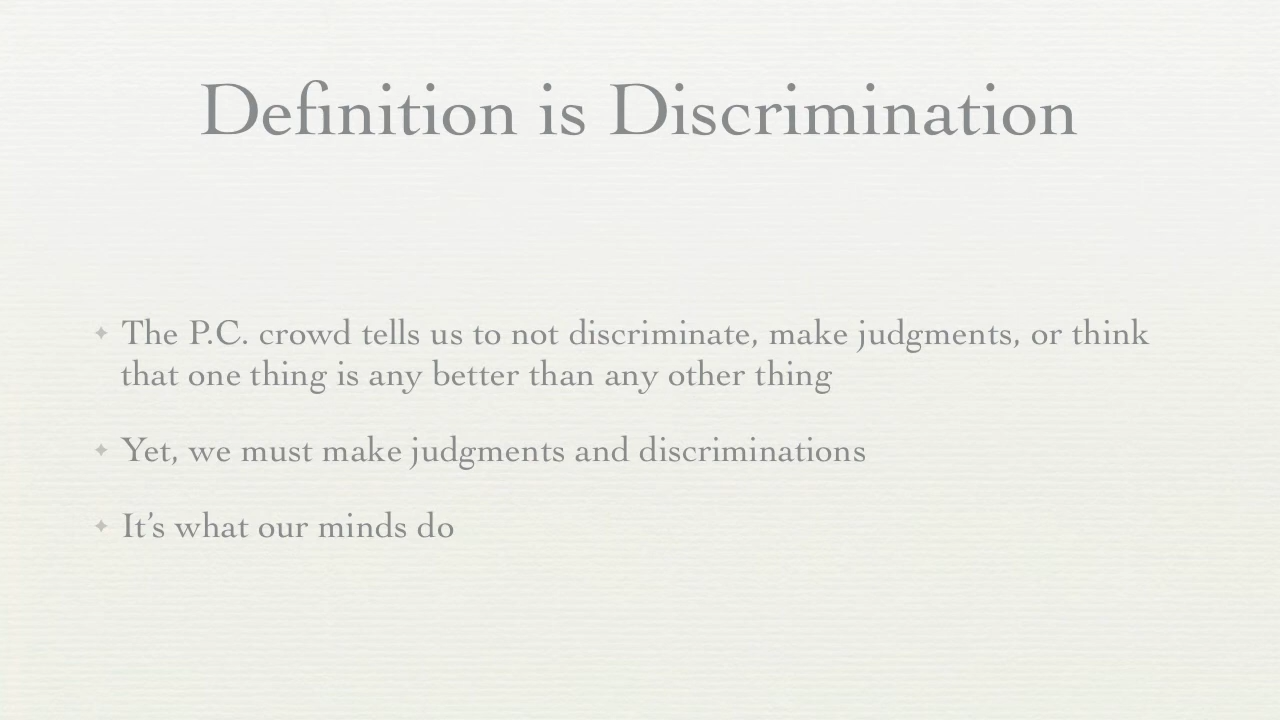 Definition is Discrimination
The P.C. crowd tells us to not discriminate, make judgments, or think
that one thing is any better than any other thing
Yet, we must make judgments and discriminations
It’s what our minds do